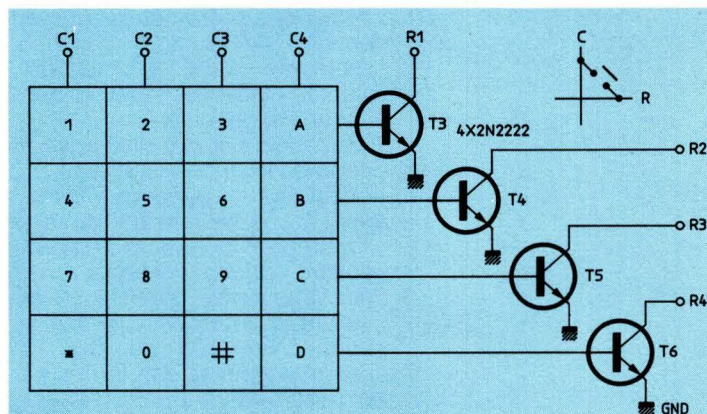 C1 C2 C3 C4 R1 C
R
1 2 3 A T3 4X2N2222
R2
4 5 6 B T4
R3
7 8 9 C T5
R4
* 0 # D T6
GND